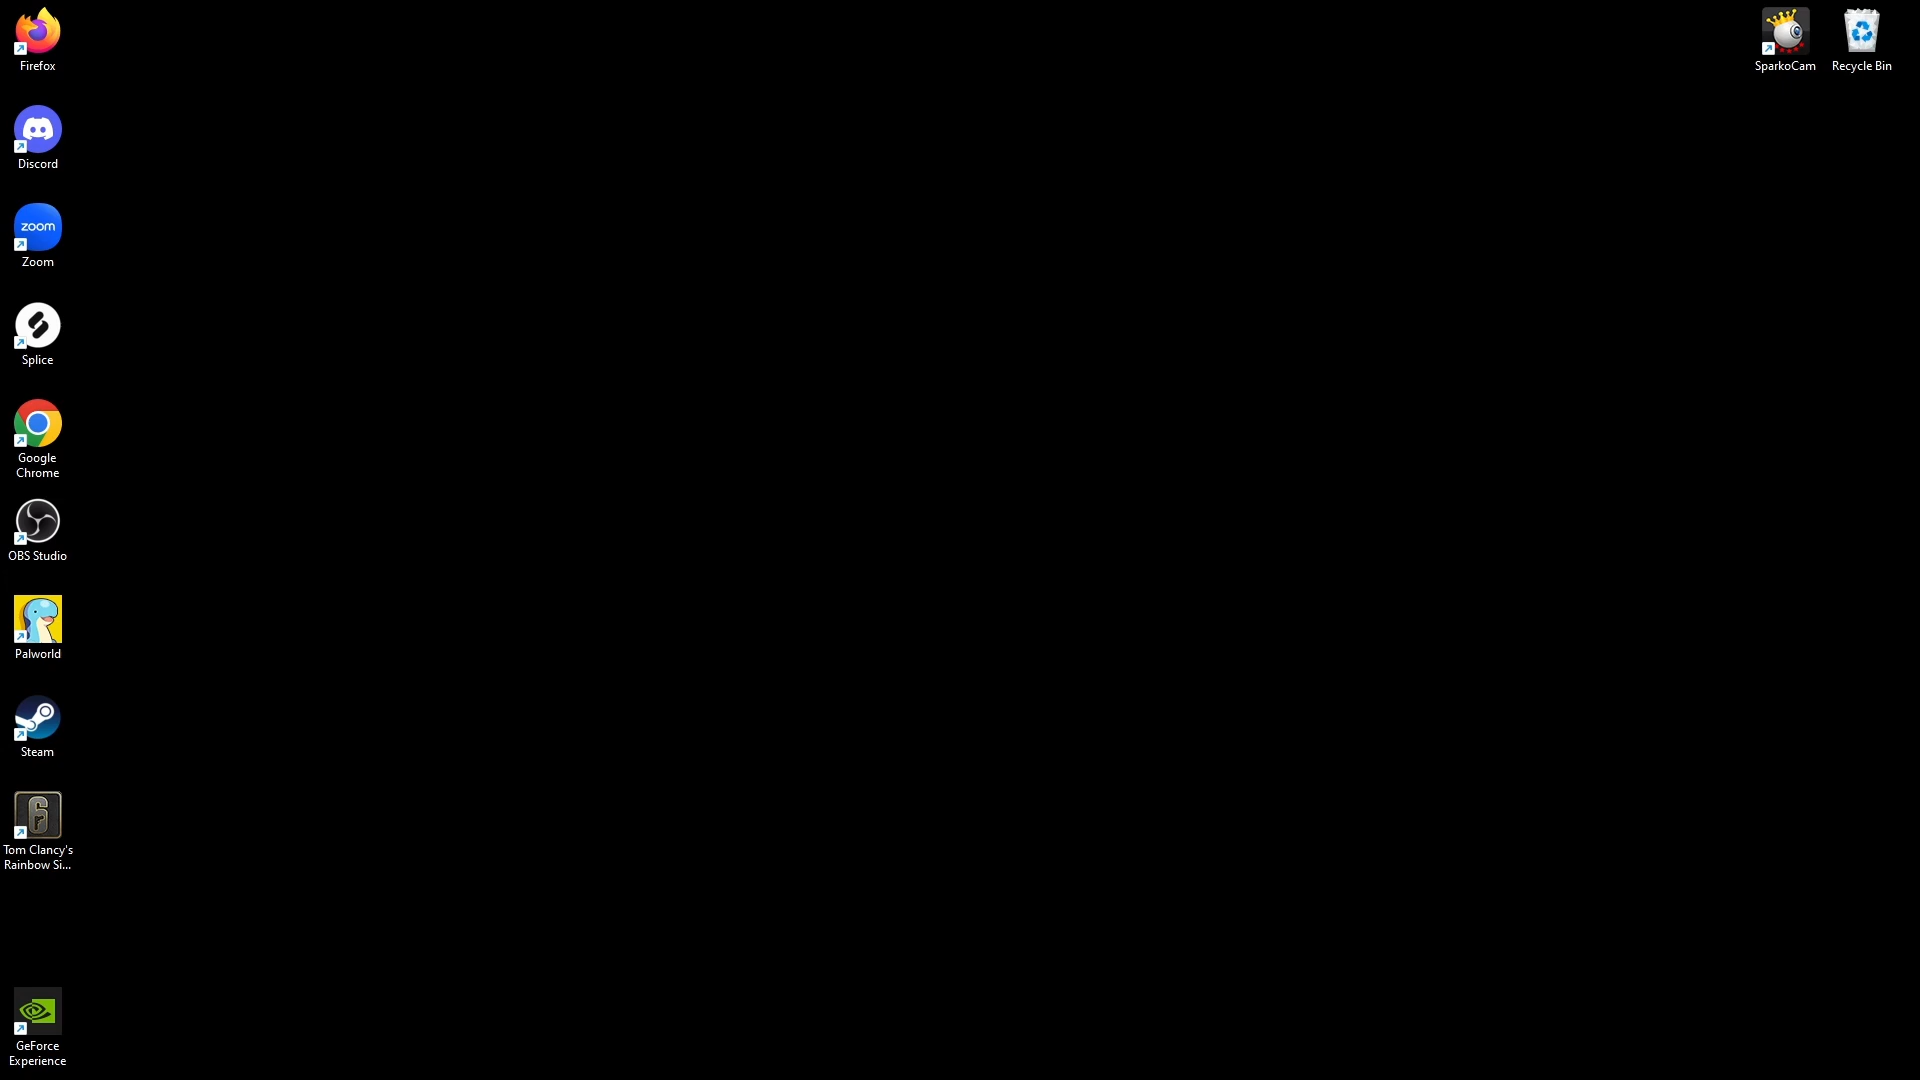 Firefox
Discord
zoom
Zoom
Splice
Google
Chrome
OBS Studio
Palworld
Steam
6
Tom Clancy's
Rainbow Si...
GeForce
Experience
SparkoCam
Recycle Bin